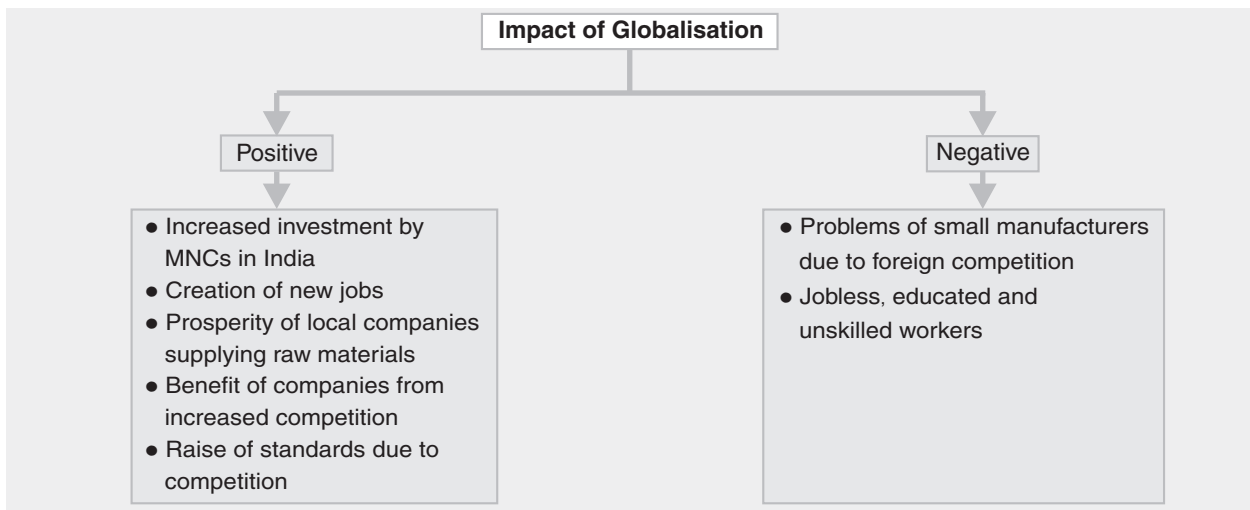 Impact of Globalisation
Positive
Negative
● Increased investment by
MNCs in India
● Creation of new jobs
● Prosperity of local companies
supplying raw materials
● Benefit of companies from
increased competition
● Raise of standards due to
competition
● Problems of small manufacturers
due to foreign competition
● Jobless, educated and
unskilled workers